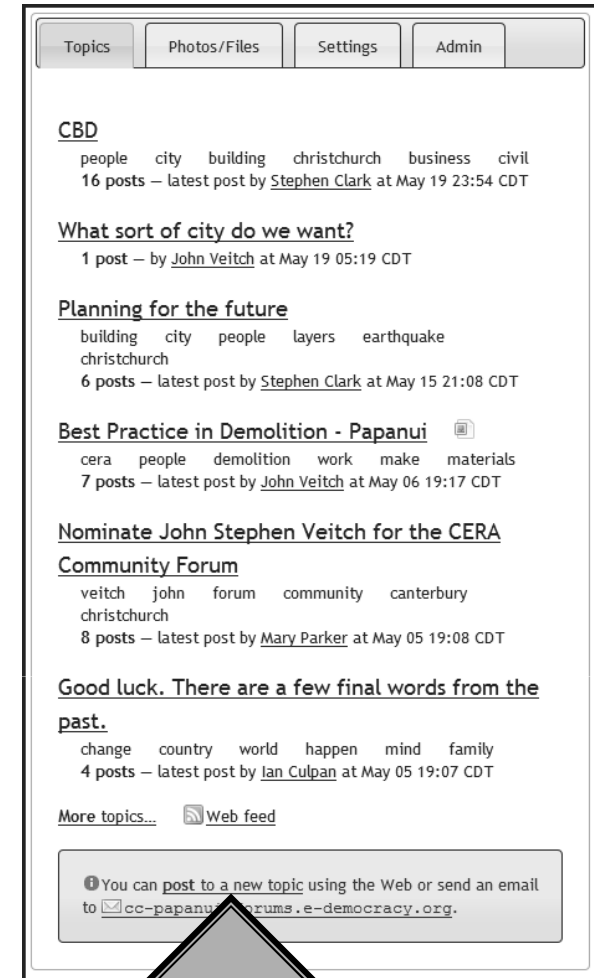 Topics Photos/Files Settings Admin
CBD
people city building christchurch business civil
16 posts — latest post by Stephen Clark at May 19 23:54 CDT
What sort of city do we want?
1 post — by John Veitch at May 19 05:19 CDT
Planning for the future
building city people layers earthquake
christchurch
6 posts — latest post by Stephen Clark at May 15 21:08 CDT
Best Practice in Demolition - Papanui
cera people demolition work make materials
7 posts — latest post by John Veitch at May 06 19:17 CDT
Nominate John Stephen Veitch for the CERA
Community Forum
veitch john forum community canterbury
christchurch
8 posts — latest post by Mary Parker at May 05 19:08 CDT
Good luck. There are a few final words from the
past.
change country world happen mind family
4 posts — latest post by Ian Culpan at May 05 19:07 CDT
More topics... Web feed
You can post to a new topic using the Web or send an email
to cc-papanui forums.e-democracy.org.